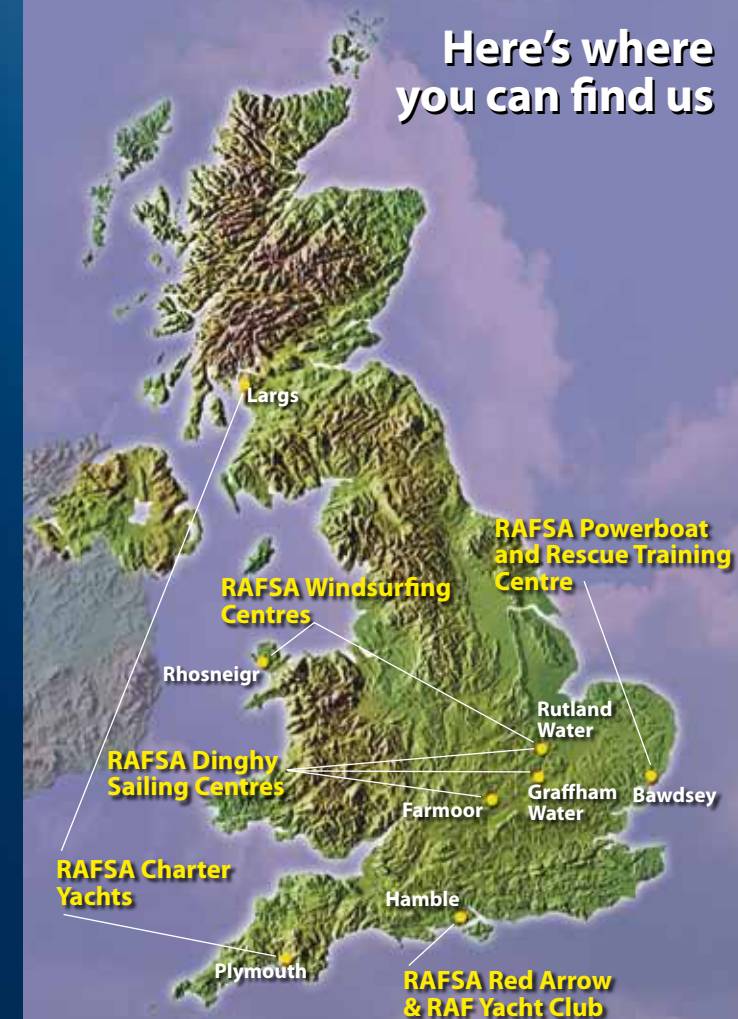 Here's where
you can find us
Largs
RAFSA Powerboat
and Rescue Training
Centre
RAFSA Windsurfing
Centres
Rhosneigr
Rutland
Water
RAFSA Dinghy
Sailing Centres
Graffham
Water
Bawdsey
Farmoor
RAFSA Charter
Yachts
Hamble
Plymouth
RAFSA Red Arrow
& RAF Yacht Club